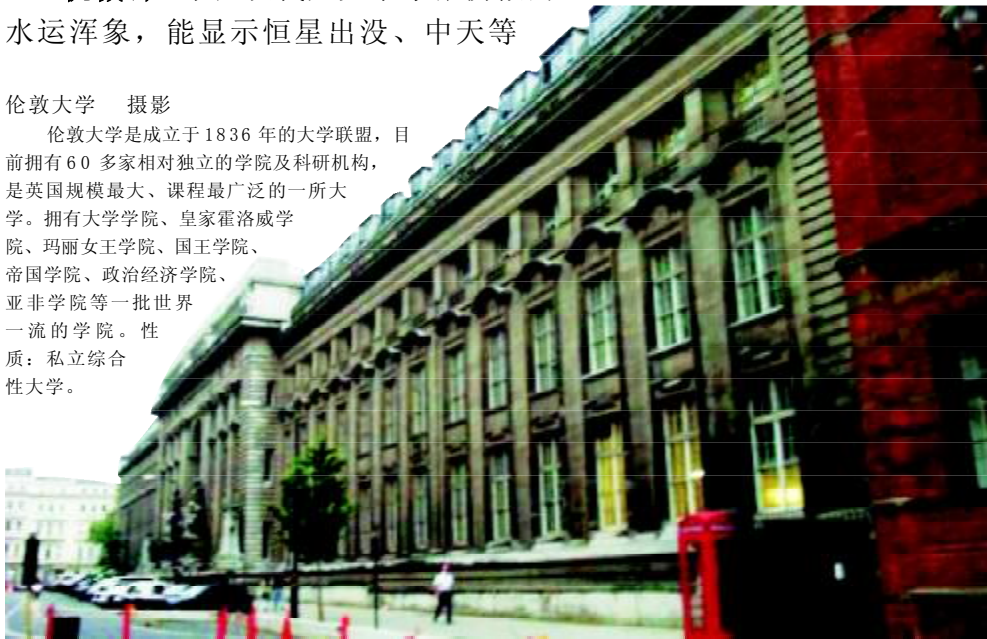 水运浑象，能显示恒星出没、中天等
伦敦大学 摄影
伦敦大学是成立于1836 年的大学联盟，目
前拥有60 多家相对独立的学院及科研机构，
是英国规模最大、课程最广泛的一所大
学。拥有大学学院、皇家霍洛威学
院、玛丽女王学院、国王学院、
帝国学院、政治经济学院、
亚非学院等一批世界
一流的学院。性
质：私立综合
性大学。